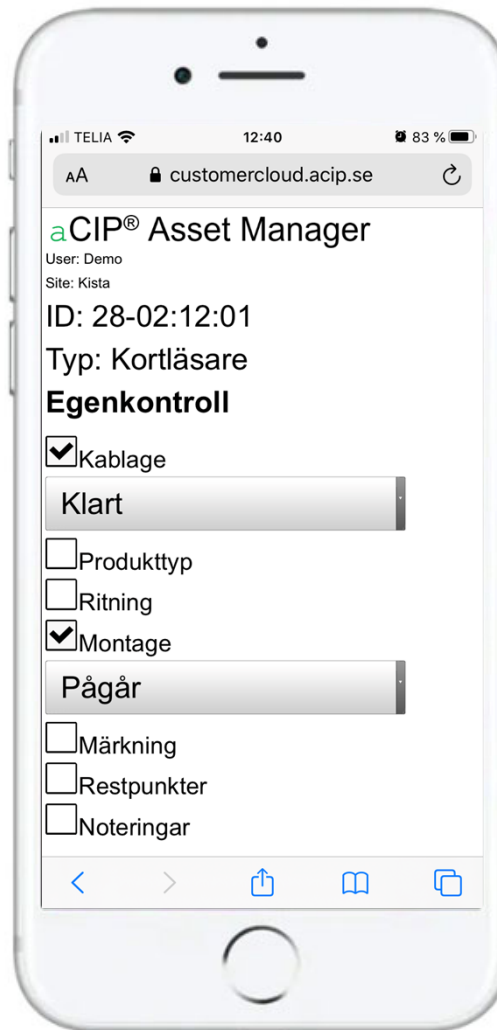 TELIA 12:40 83 %
AA customercloud.acip.se
aCIP® Asset Manager
User: Demo
Site: Kista
ID: 28-02:12:01
Typ: Kortläsare
Egenkontroll
Kablage
Klart
Produkttyp
Ritning
Montage
Pågår
Märkning
Restpunkter
Noteringar